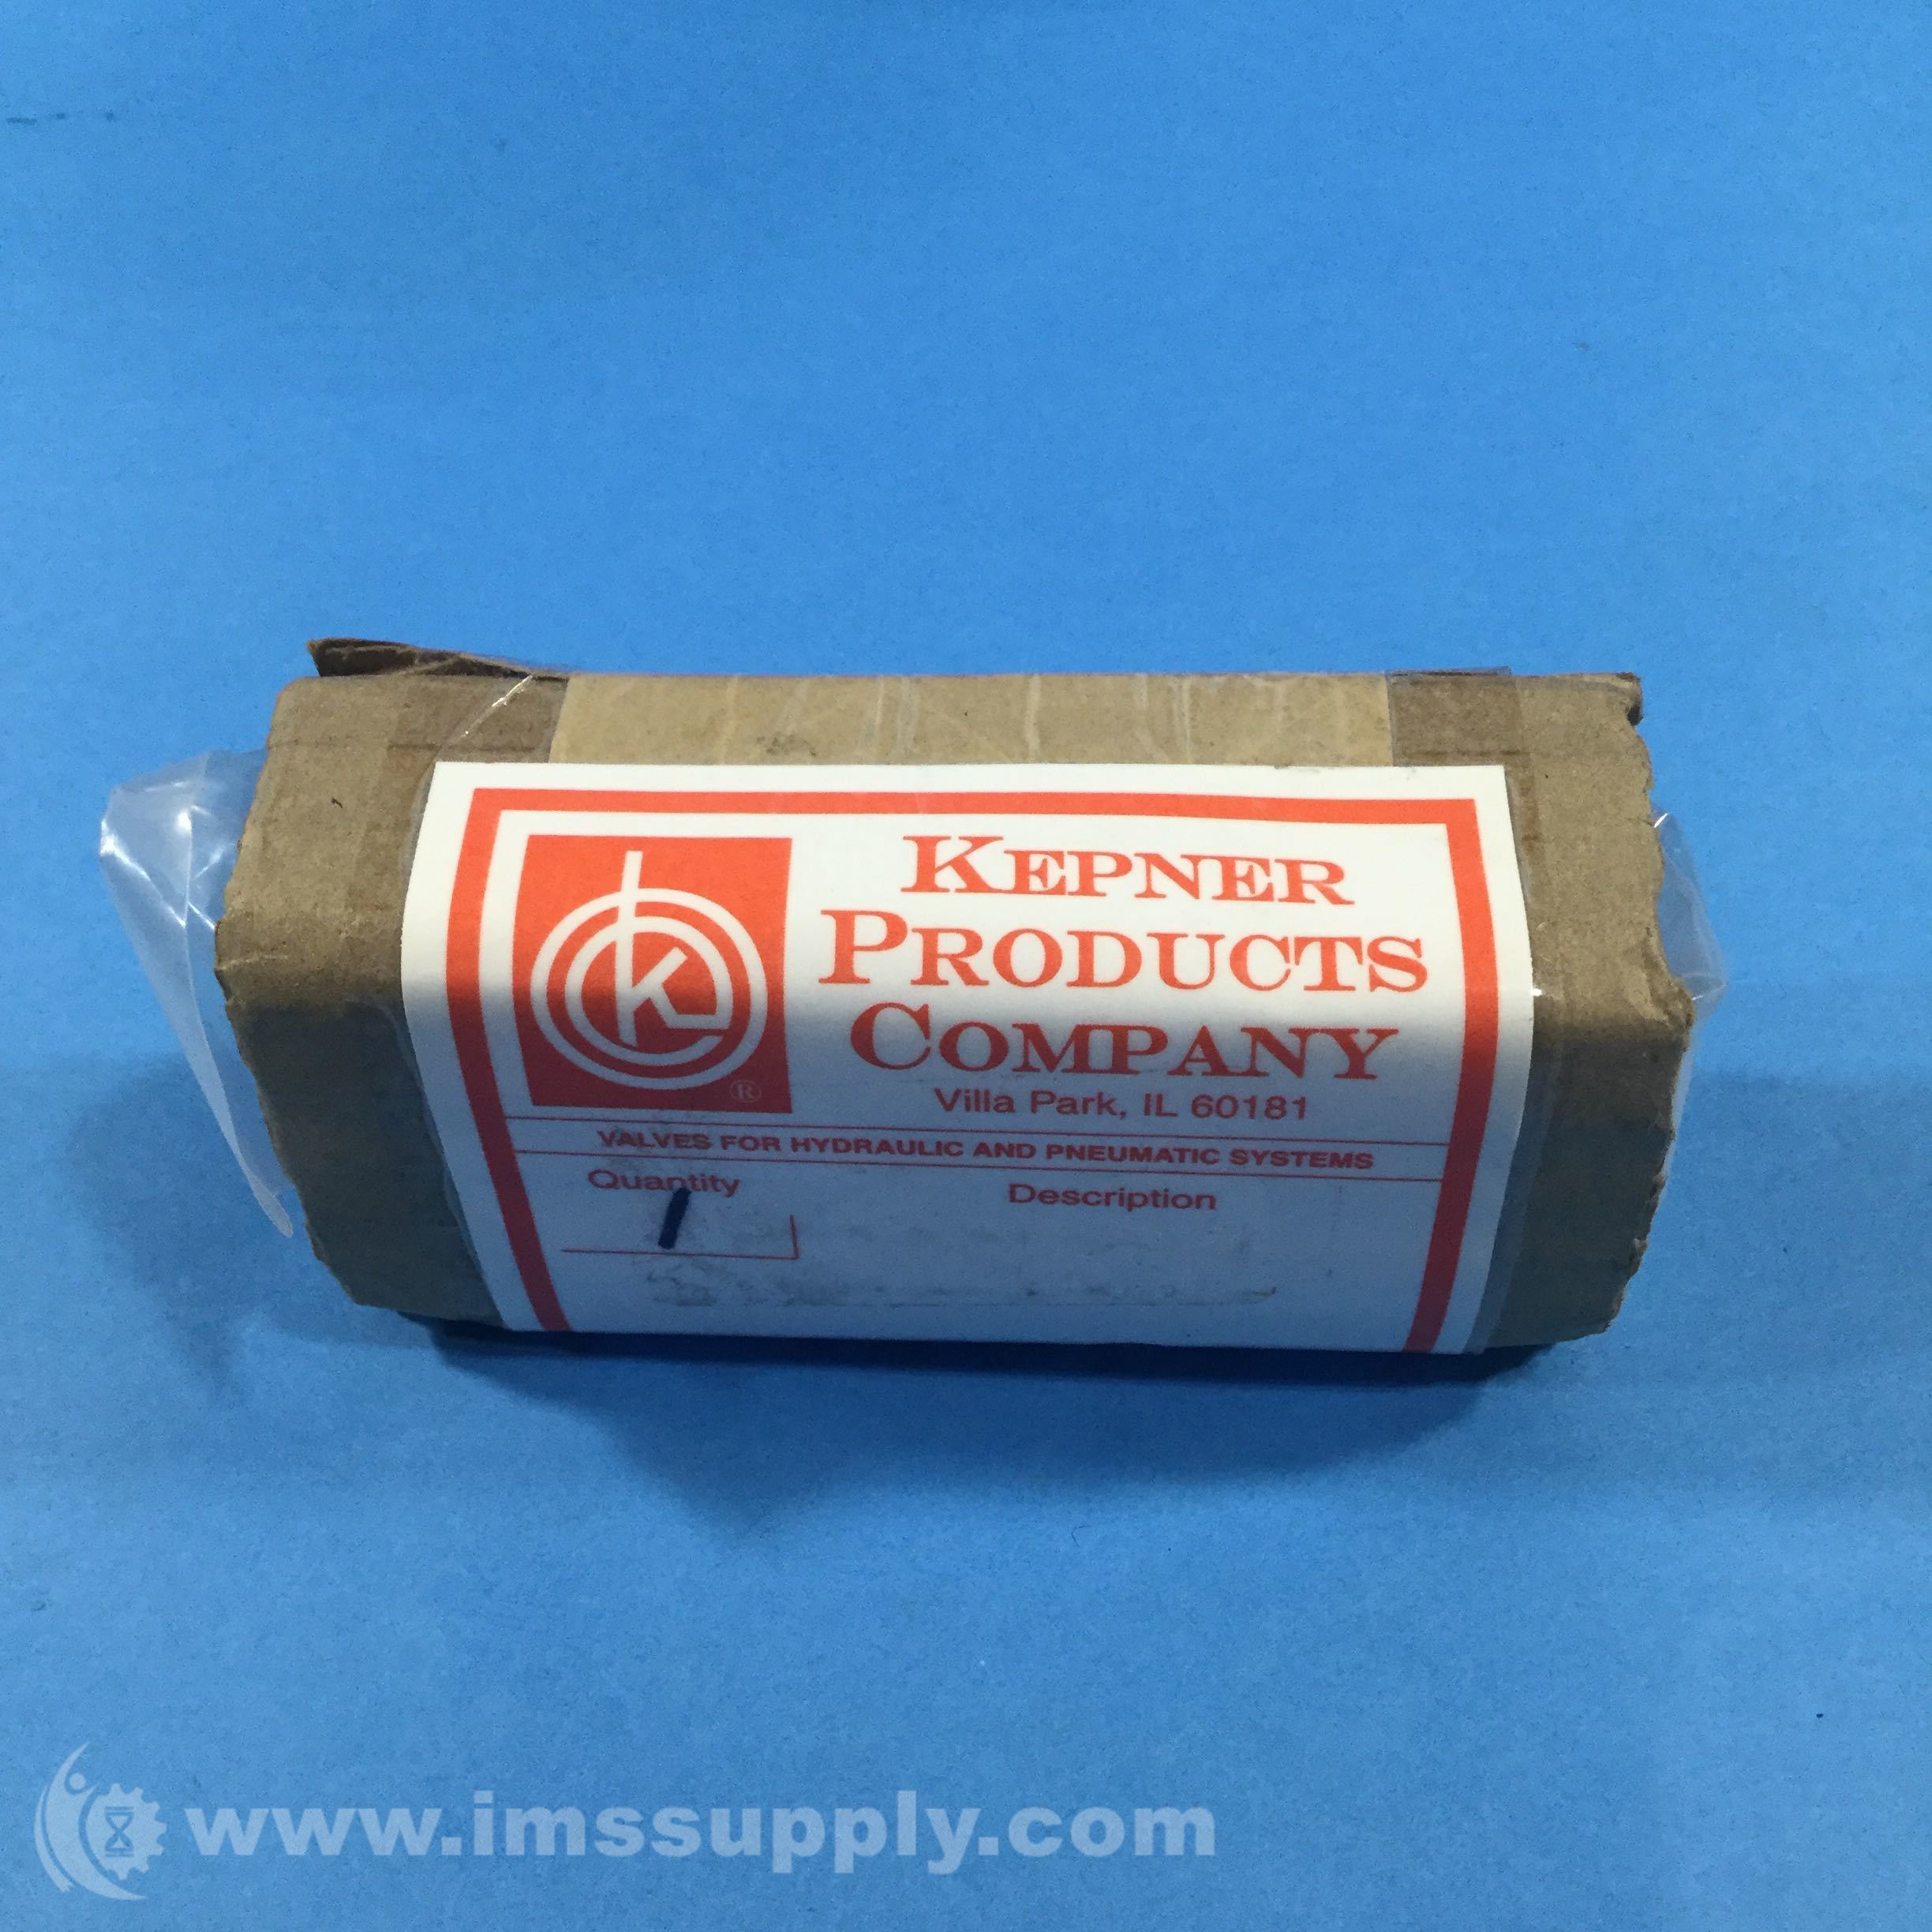 KEPNER
PRODUCTS
COMPANY
Villa Park, IL 60181
VALVES FOR HYDRAULIC AND PNEUMATIC SYSTEMS
Quantity Description
1
K
®
www.imssupply.com